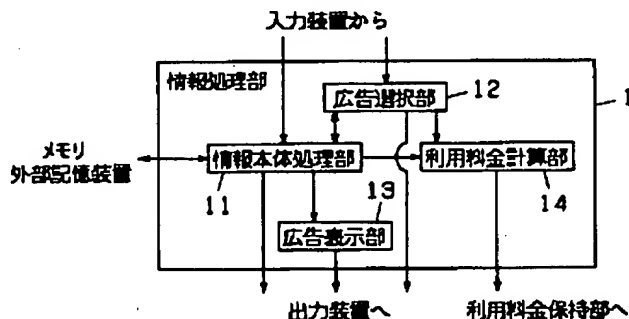 入力装置から
情報処理部
広告選択部
12
1
メモリ
外部記憶装置
情報本体処理部
利用料金計算部
11
13
14
広告表示部
出力装置へ
利用料金保持部へ